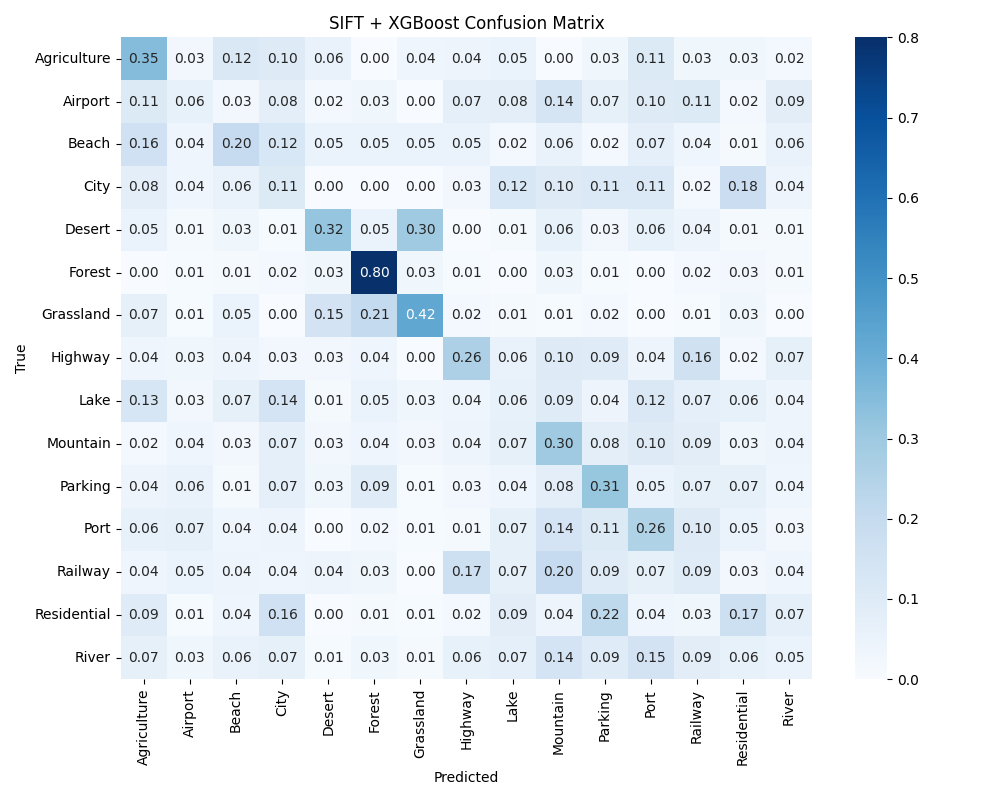 SIFT + XGBoost Confusion Matrix
True
Agriculture 0.35 0.03 0.12 0.10 0.06 0.00 0.04 0.04 0.05 0.00 0.03 0.11 0.03 0.03 0.02
Airport 0.11 0.06 0.03 0.08 0.02 0.03 0.00 0.07 0.08 0.14 0.07 0.10 0.11 0.02 0.09
Beach 0.16 0.04 0.20 0.12 0.05 0.05 0.05 0.05 0.02 0.06 0.02 0.07 0.04 0.01 0.06
City 0.08 0.04 0.06 0.11 0.00 0.00 0.00 0.03 0.12 0.10 0.11 0.11 0.02 0.18 0.04
Desert 0.05 0.01 0.03 0.01 0.32 0.05 0.30 0.00 0.01 0.06 0.03 0.06 0.04 0.01 0.01
Forest 0.00 0.01 0.01 0.02 0.03 0.80 0.03 0.01 0.00 0.03 0.01 0.00 0.02 0.03 0.01
Grassland 0.07 0.01 0.05 0.00 0.15 0.21 0.42 0.02 0.01 0.01 0.02 0.00 0.01 0.03 0.00
Highway 0.04 0.03 0.04 0.03 0.03 0.04 0.00 0.26 0.06 0.10 0.09 0.04 0.16 0.02 0.07
Lake 0.13 0.03 0.07 0.14 0.01 0.05 0.03 0.04 0.06 0.09 0.04 0.12 0.07 0.06 0.04
Mountain 0.02 0.04 0.03 0.07 0.03 0.04 0.03 0.04 0.07 0.30 0.08 0.10 0.09 0.03 0.04
Parking 0.04 0.06 0.01 0.07 0.03 0.09 0.01 0.03 0.04 0.08 0.31 0.05 0.07 0.07 0.04
Port 0.06 0.07 0.04 0.04 0.00 0.02 0.01 0.01 0.07 0.14 0.11 0.26 0.10 0.05 0.03
Railway 0.04 0.05 0.04 0.04 0.04 0.03 0.00 0.17 0.07 0.20 0.09 0.07 0.09 0.03 0.04
Residential 0.09 0.01 0.04 0.16 0.00 0.01 0.01 0.02 0.09 0.04 0.22 0.04 0.03 0.17 0.07
River 0.07 0.03 0.06 0.07 0.01 0.03 0.01 0.06 0.07 0.14 0.09 0.15 0.09 0.06 0.05
Agriculture Airport Beach City Desert Forest Grassland Highway Lake Mountain Parking Port Railway Residential River
Predicted
0.8
0.7
0.6
0.5
0.4
0.3
0.2
0.1
0.0